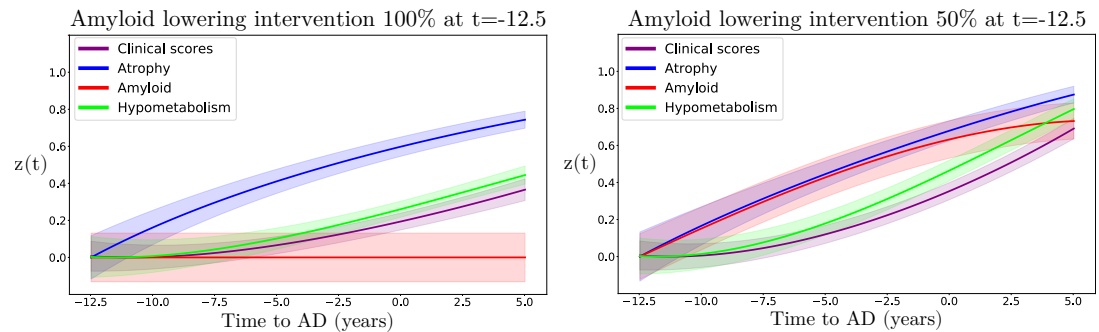 Amyloid lowering intervention 100% at t=-12.5
Clinical scores
Atrophy
Amyloid
Hypometabolism
z(t)
1.0
0.8
0.6
0.4
0.2
0.0
−12.5 −10.0 −7.5 −5.0 −2.5 0.0 2.5 5.0
Time to AD (years)
Amyloid lowering intervention 50% at t=-12.5
Clinical scores
Atrophy
Amyloid
Hypometabolism
z(t)
1.0
0.8
0.6
0.4
0.2
0.0
−12.5 −10.0 −7.5 −5.0 −2.5 0.0 2.5 5.0
Time to AD (years)